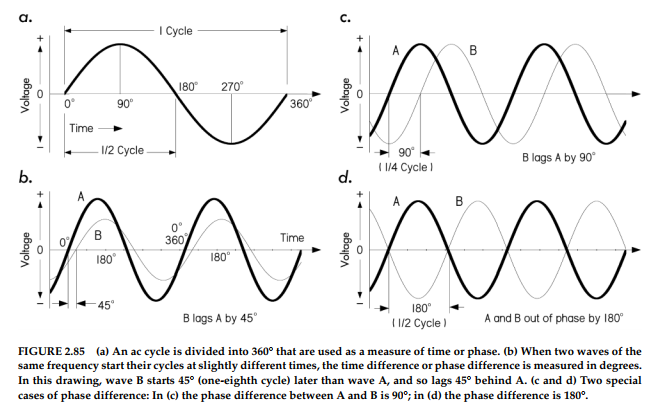 a.
1 Cycle
+
Voltage
0
−
0°
90°
180°
270°
360°
Time
1/2 Cycle
b.
+
Voltage
0
−
A
B
0°
180°
0°
360°
180°
Time
45°
B lags A by 45°
c.
+
Voltage
0
−
A
B
90°
(1/4 Cycle)
B lags A by 90°
d.
+
Voltage
0
−
A
B
180°
(1/2 Cycle)
A and B out of phase by 180°
FIGURE 2.85 (a) An ac cycle is divided into 360° that are used as a measure of time or phase. (b) When two waves of the
same frequency start their cycles at slightly different times, the time difference or phase difference is measured in degrees.
In this drawing, wave B starts 45° (one-eighth cycle) later than wave A, and so lags 45° behind A. (c and d) Two special
cases of phase difference: In (c) the phase difference between A and B is 90°; in (d) the phase difference is 180°.